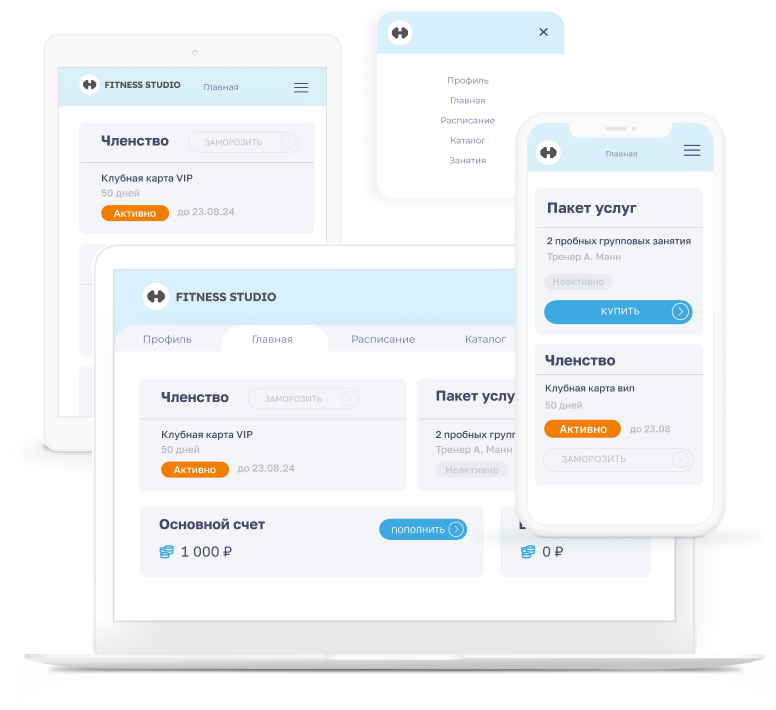 FITNESS STUDIO
Главная
Членство
ЗАМОРОЗИТЬ
Клубная карта VIP
50 дней
Активно
до 23.08.24
Профиль
Главная
Расписание
Каталог
Занятия
Главная
Пакет услуг
2 пробных групповых занятия
Тренер А. Манн
Неактивно
КУПИТЬ
Членство
Клубная карта вип
50 дней
Активно
до 23.08
ЗАМОРОЗИТЬ
FITNESS STUDIO
Профиль
Главная
Расписание
Каталог
Членство
ЗАМОРОЗИТЬ
Клубная карта VIP
50 дней
Активно
до 23.08.24
Пакет услу
2 пробных групп
Тренер А. Манн
Неактивно
Основной счет
ПОПОЛНИТЬ
1 000 ₽
0 ₽